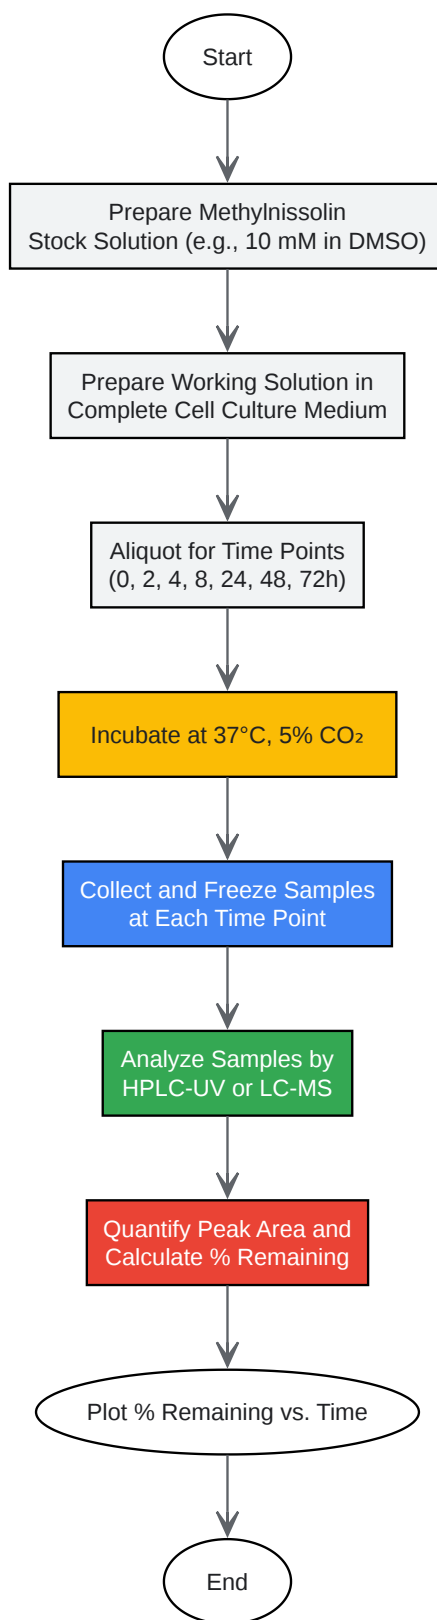 Start
Prepare Methylnissolin
Stock Solution (e.g., 10 mM in DMSO)
Prepare Working Solution in
Complete Cell Culture Medium
Aliquot for Time Points
(0, 2, 4, 8, 24, 48, 72h)
Incubate at 37°C, 5% CO₂
Collect and Freeze Samples
at Each Time Point
Analyze Samples by
HPLC-UV or LC-MS
Quantify Peak Area and
Calculate % Remaining
Plot % Remaining vs. Time
End